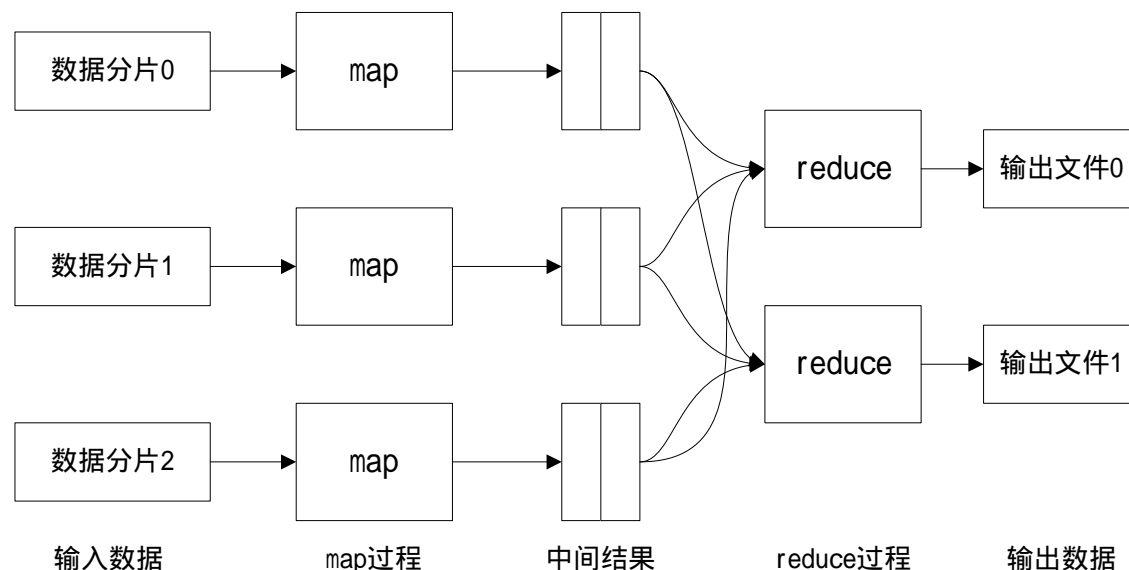 数据分片0
map
reduce
输出文件0
数据分片1
map
reduce
输出文件1
数据分片2
map
输入数据
map过程
中间结果
reduce过程
输出数据